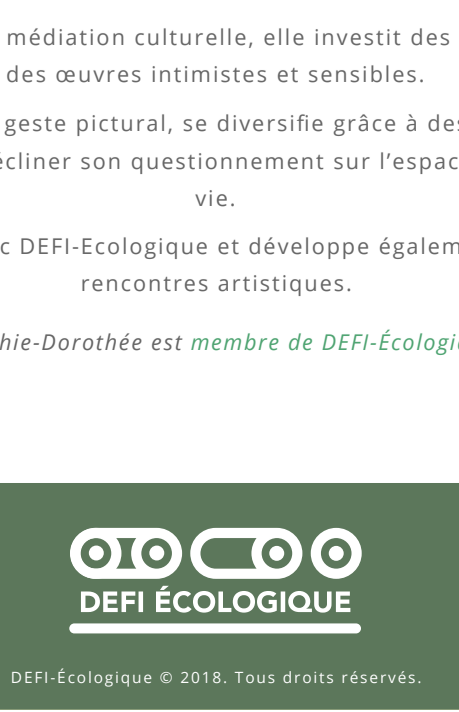 médiation culturelle, elle investit des
des œuvres intimistes et sensibles.
geste pictural, se diversifie grâce à des
écliner son questionnement sur l’espac
vie.
c DEFI-Ecologique et développe égalem
rencontres artistiques.
hie-Dorothée est membre de DEFI-Écologi
DEFI ÉCOLOGIQUE
DEFI-Écologique © 2018. Tous droits réservés.